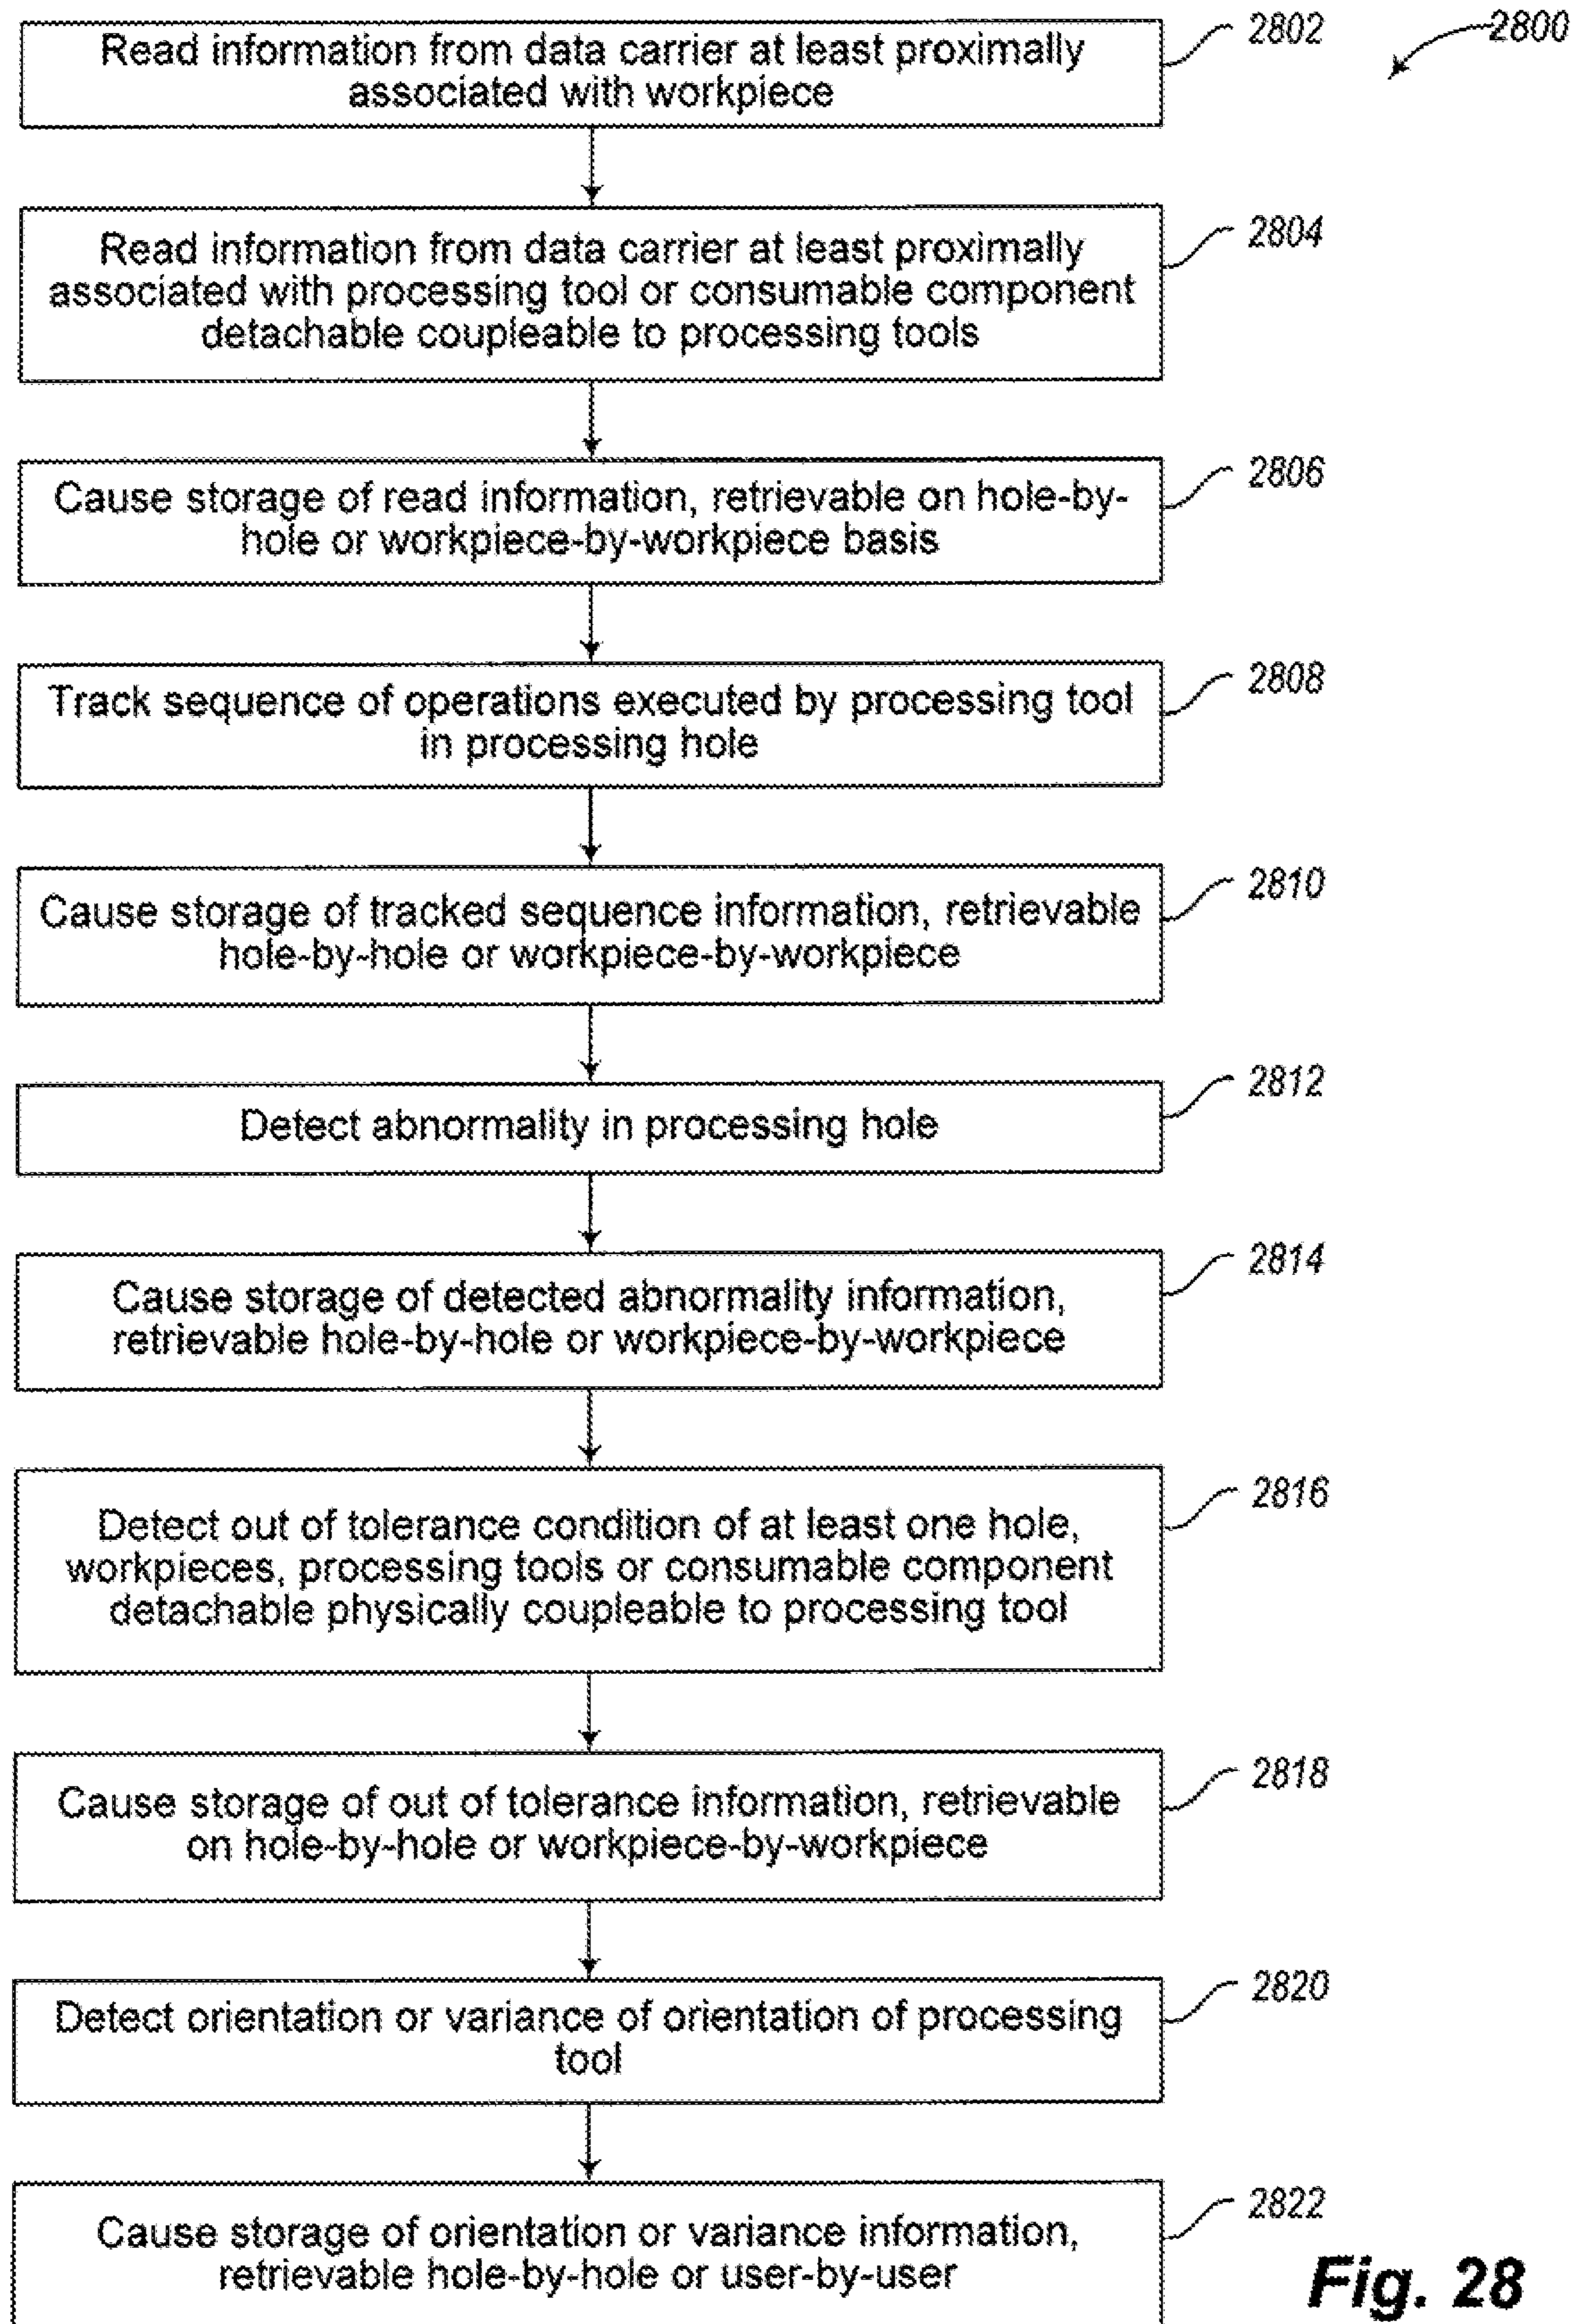 2800
Read information from data carrier at least proximally
associated with workpiece
2802
Read information from data carrier at least proximally
associated with processing tool or consumable component
detachable coupleable to processing tools
2804
Cause storage of read information, retrievable on hole-by-
hole or workpiece-by-workpiece basis
2806
Track sequence of operations executed by processing tool
in processing hole
2808
Cause storage of tracked sequence information, retrievable
hole-by-hole or workpiece-by-workpiece
2810
Detect abnormality in processing hole
2812
Cause storage of detected abnormality information,
retrievable hole-by-hole or workpiece-by-workpiece
2814
Detect out of tolerance condition of at least one hole,
workpieces, processing tools or consumable component
detachable physically coupleable to processing tool
2816
Cause storage of out of tolerance information, retrievable
on hole-by-hole or workpiece-by-workpiece
2818
Detect orientation or variance of orientation of processing
tool
2820
Cause storage of orientation or variance information,
retrievable hole-by-hole or user-by-user
2822
Fig. 28